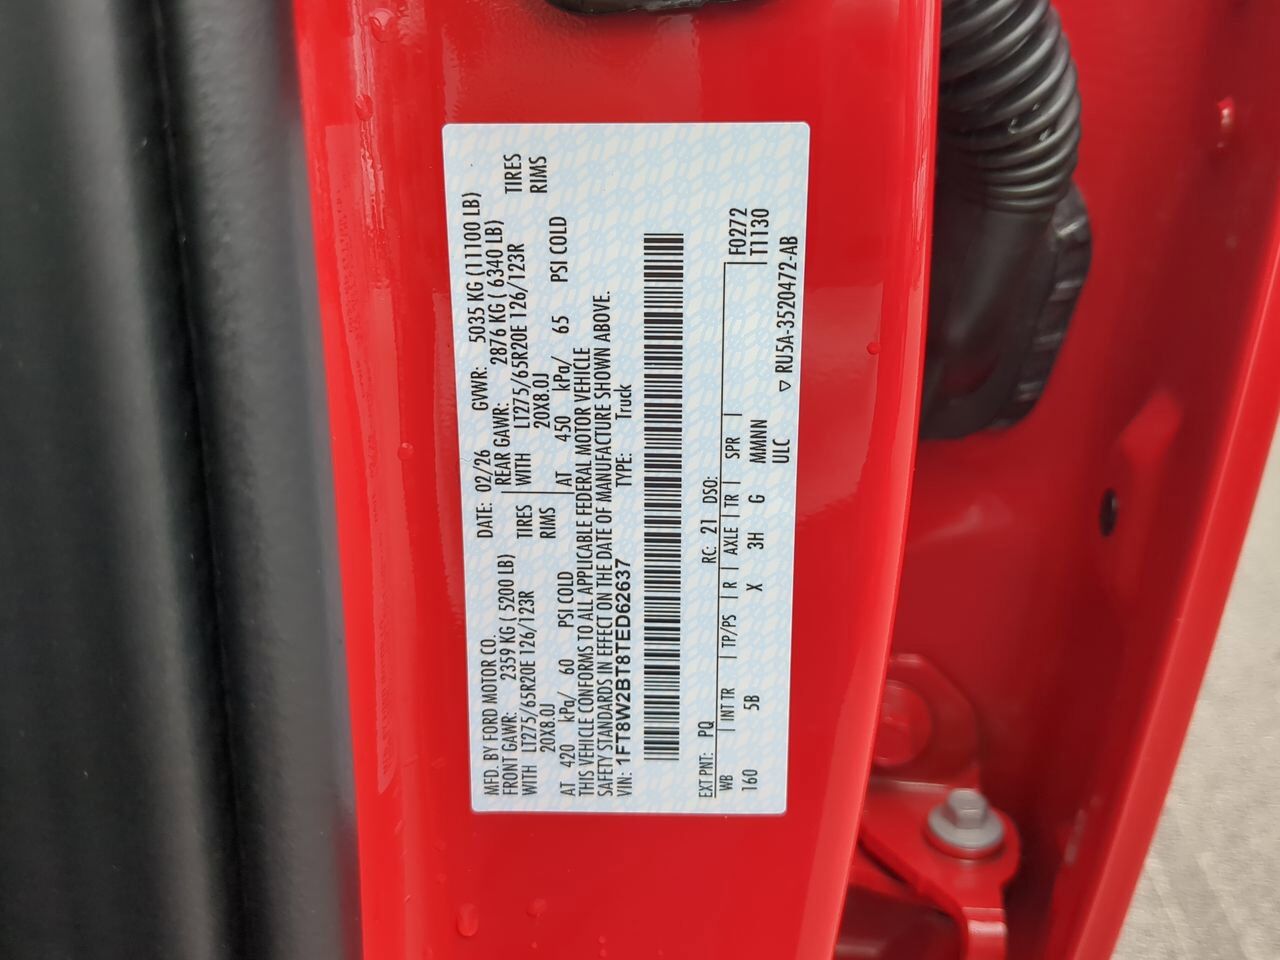 MFD. BY FORD MOTOR CO. DATE: 02/26 GVWR: 5035 KG (11100 LB)
FRONT GAWR: 2359 KG ( 5200 LB) REAR GAWR: 2876 KG ( 6340 LB)
WITH LT275/65R20E 126/123R TIRES WITH LT275/65R20E 126/123R TIRES
20X8.0J RIMS 20X8.0J RIMS
AT 420 kPa/ 60 PSI COLD AT 450 kPa/ 65 PSI COLD
THIS VEHICLE CONFORMS TO ALL APPLICABLE FEDERAL MOTOR VEHICLE
SAFETY STANDARDS IN EFFECT ON THE DATE OF MANUFACTURE SHOWN ABOVE.
VIN: 1FT8W2BT8TED62637 TYPE: Truck
EXT PNT: PQ RC: 21 DSO:
WB INT TR TP/PS R AXLE TR SPR F0272
160 5B X 3H G MMNN T1130
ULC ▽ RU5A-3520472-AB